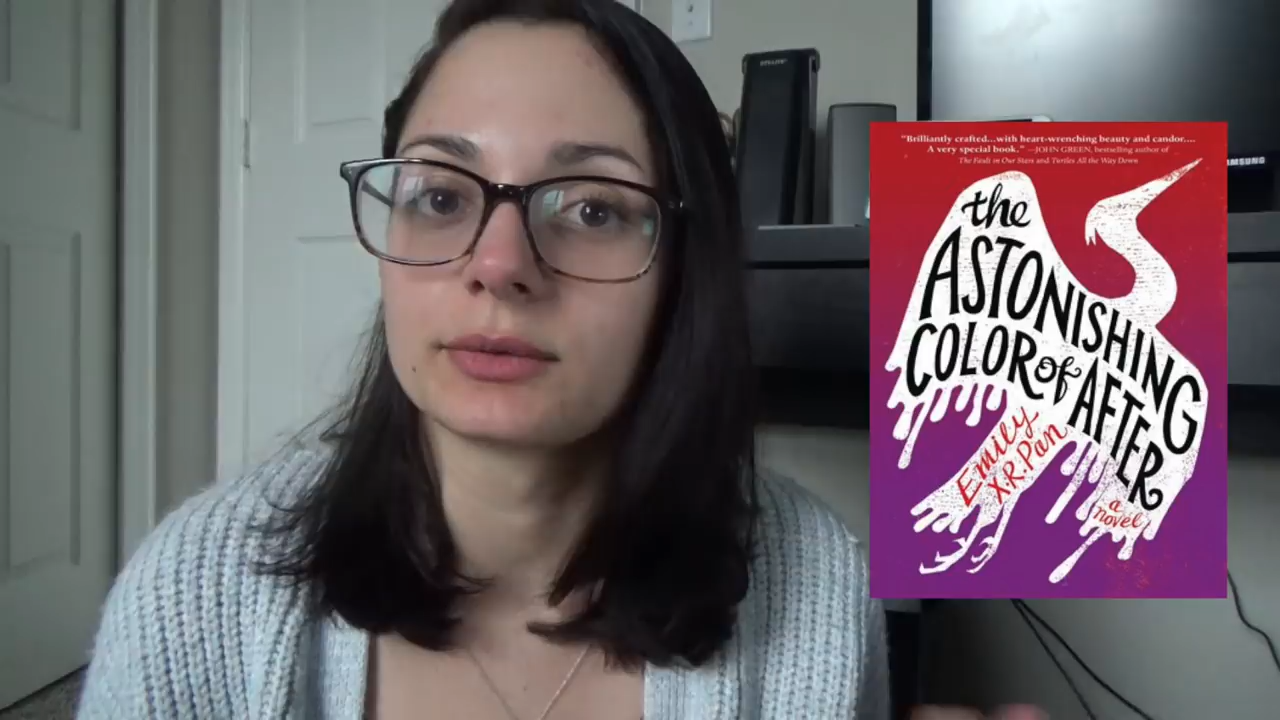 "Brilliantly crafted...with heart-wrenching beauty and candor....
A very special book." —JOHN GREEN, bestselling author of
The Fault in Our Stars and Turtles All the Way Down
the
ASTONISHING
COLOR of AFTER
Emily
X.R. Pan
a
novel
SAMSUNG